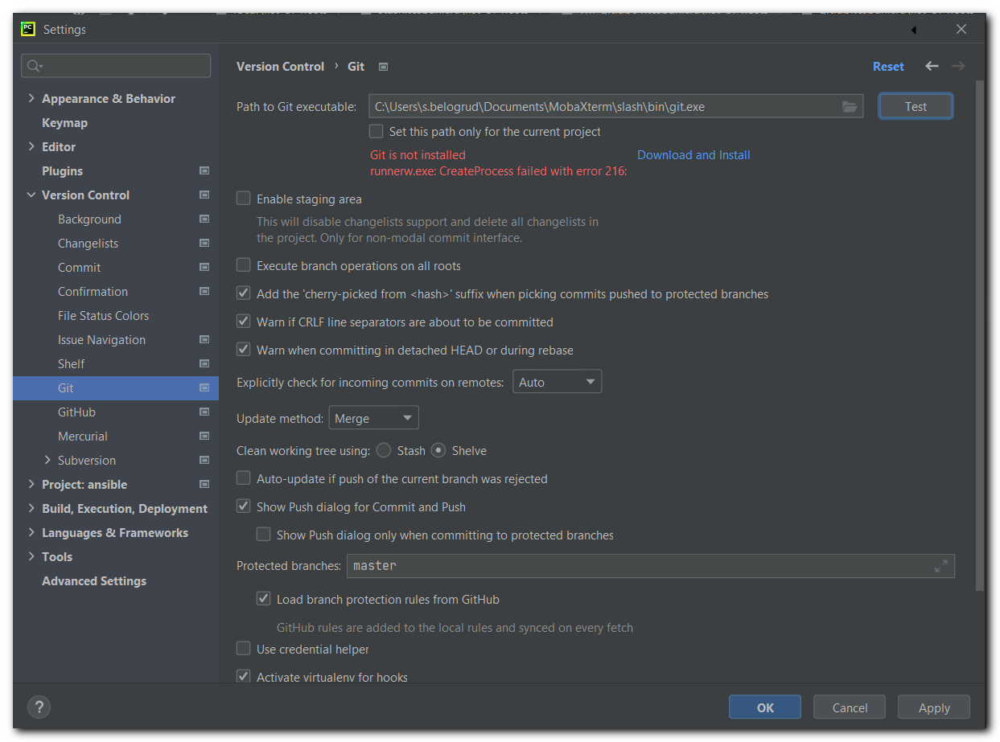 PC
Settings
Version Control › Git
Reset
Appearance & Behavior
Keymap
Editor
Plugins
Version Control
Background
Changelists
Commit
Confirmation
File Status Colors
Issue Navigation
Shelf
Git
GitHub
Mercurial
Subversion
Project: ansible
Build, Execution, Deployment
Languages & Frameworks
Tools
Advanced Settings
Path to Git executable: C:\Users\s.belogrud\Documents\MobaXterm\slash\bin\git.exe Test
Set this path only for the current project
Git is not installed Download and Install
runnerw.exe: CreateProcess failed with error 216:
Enable staging area
This will disable changelists support and delete all changelists in
the project. Only for non-modal commit interface.
Execute branch operations on all roots
Add the 'cherry-picked from <hash>' suffix when picking commits pushed to protected branches
Warn if CRLF line separators are about to be committed
Warn when committing in detached HEAD or during rebase
Explicitly check for incoming commits on remotes: Auto
Update method: Merge
Clean working tree using: Stash Shelve
Auto-update if push of the current branch was rejected
Show Push dialog for Commit and Push
Show Push dialog only when committing to protected branches
Protected branches: master
Load branch protection rules from GitHub
GitHub rules are added to the local rules and synced on every fetch
Use credential helper
Activate virtualenv for hooks
?
OK Cancel Apply